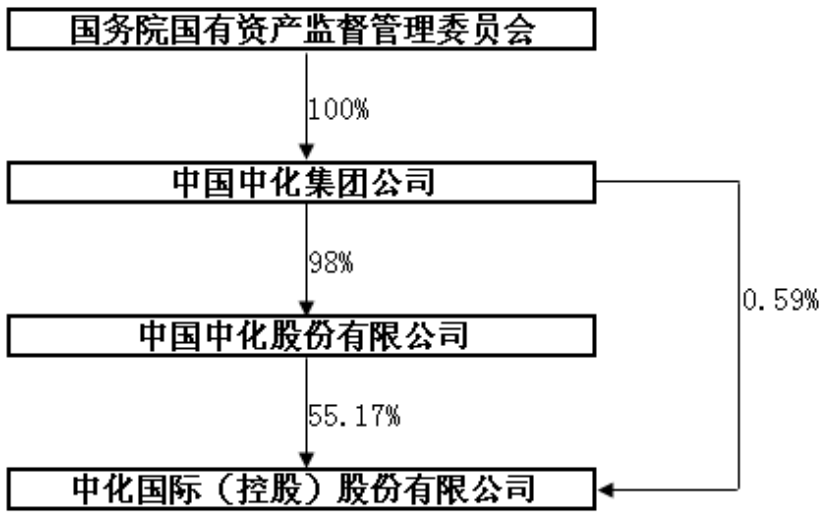 国务院国有资产监督管理委员会
100%
中国中化集团公司
98%
0.59%
中国中化股份有限公司
55.17%
中化国际（控股）股份有限公司